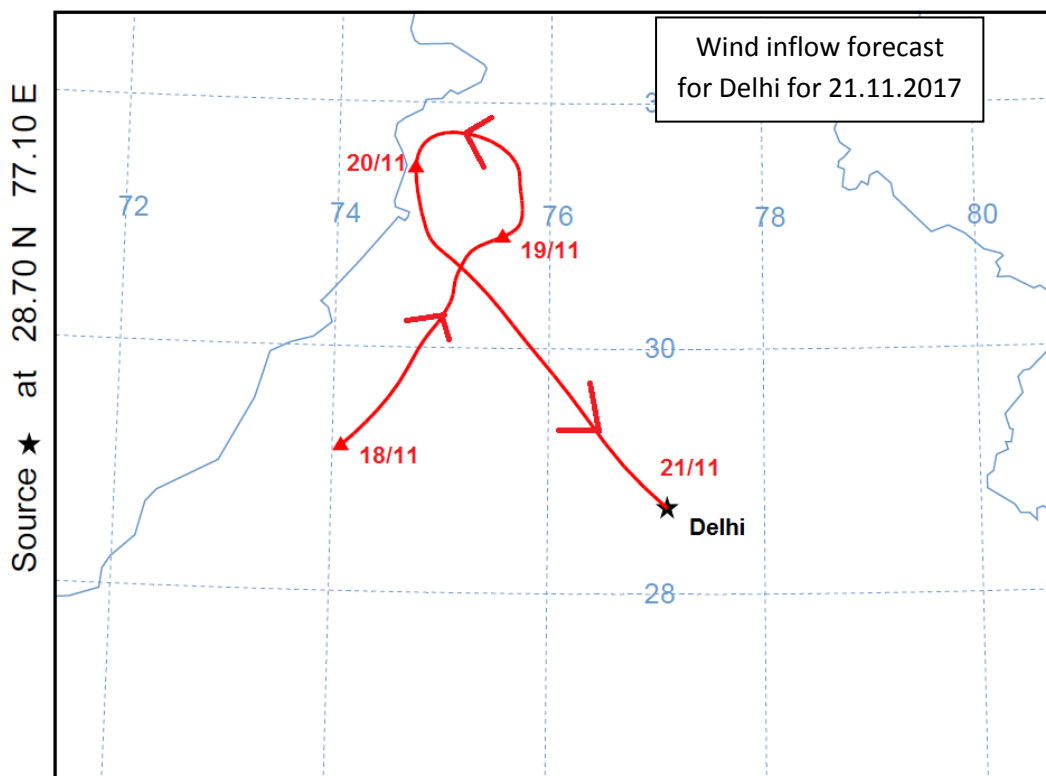 Wind inflow forecast
for Delhi for 21.11.2017
Source ★ at 28.70 N 77.10 E
20/11
72
74
76
78
80
19/11
30
18/11
21/11
Delhi
28